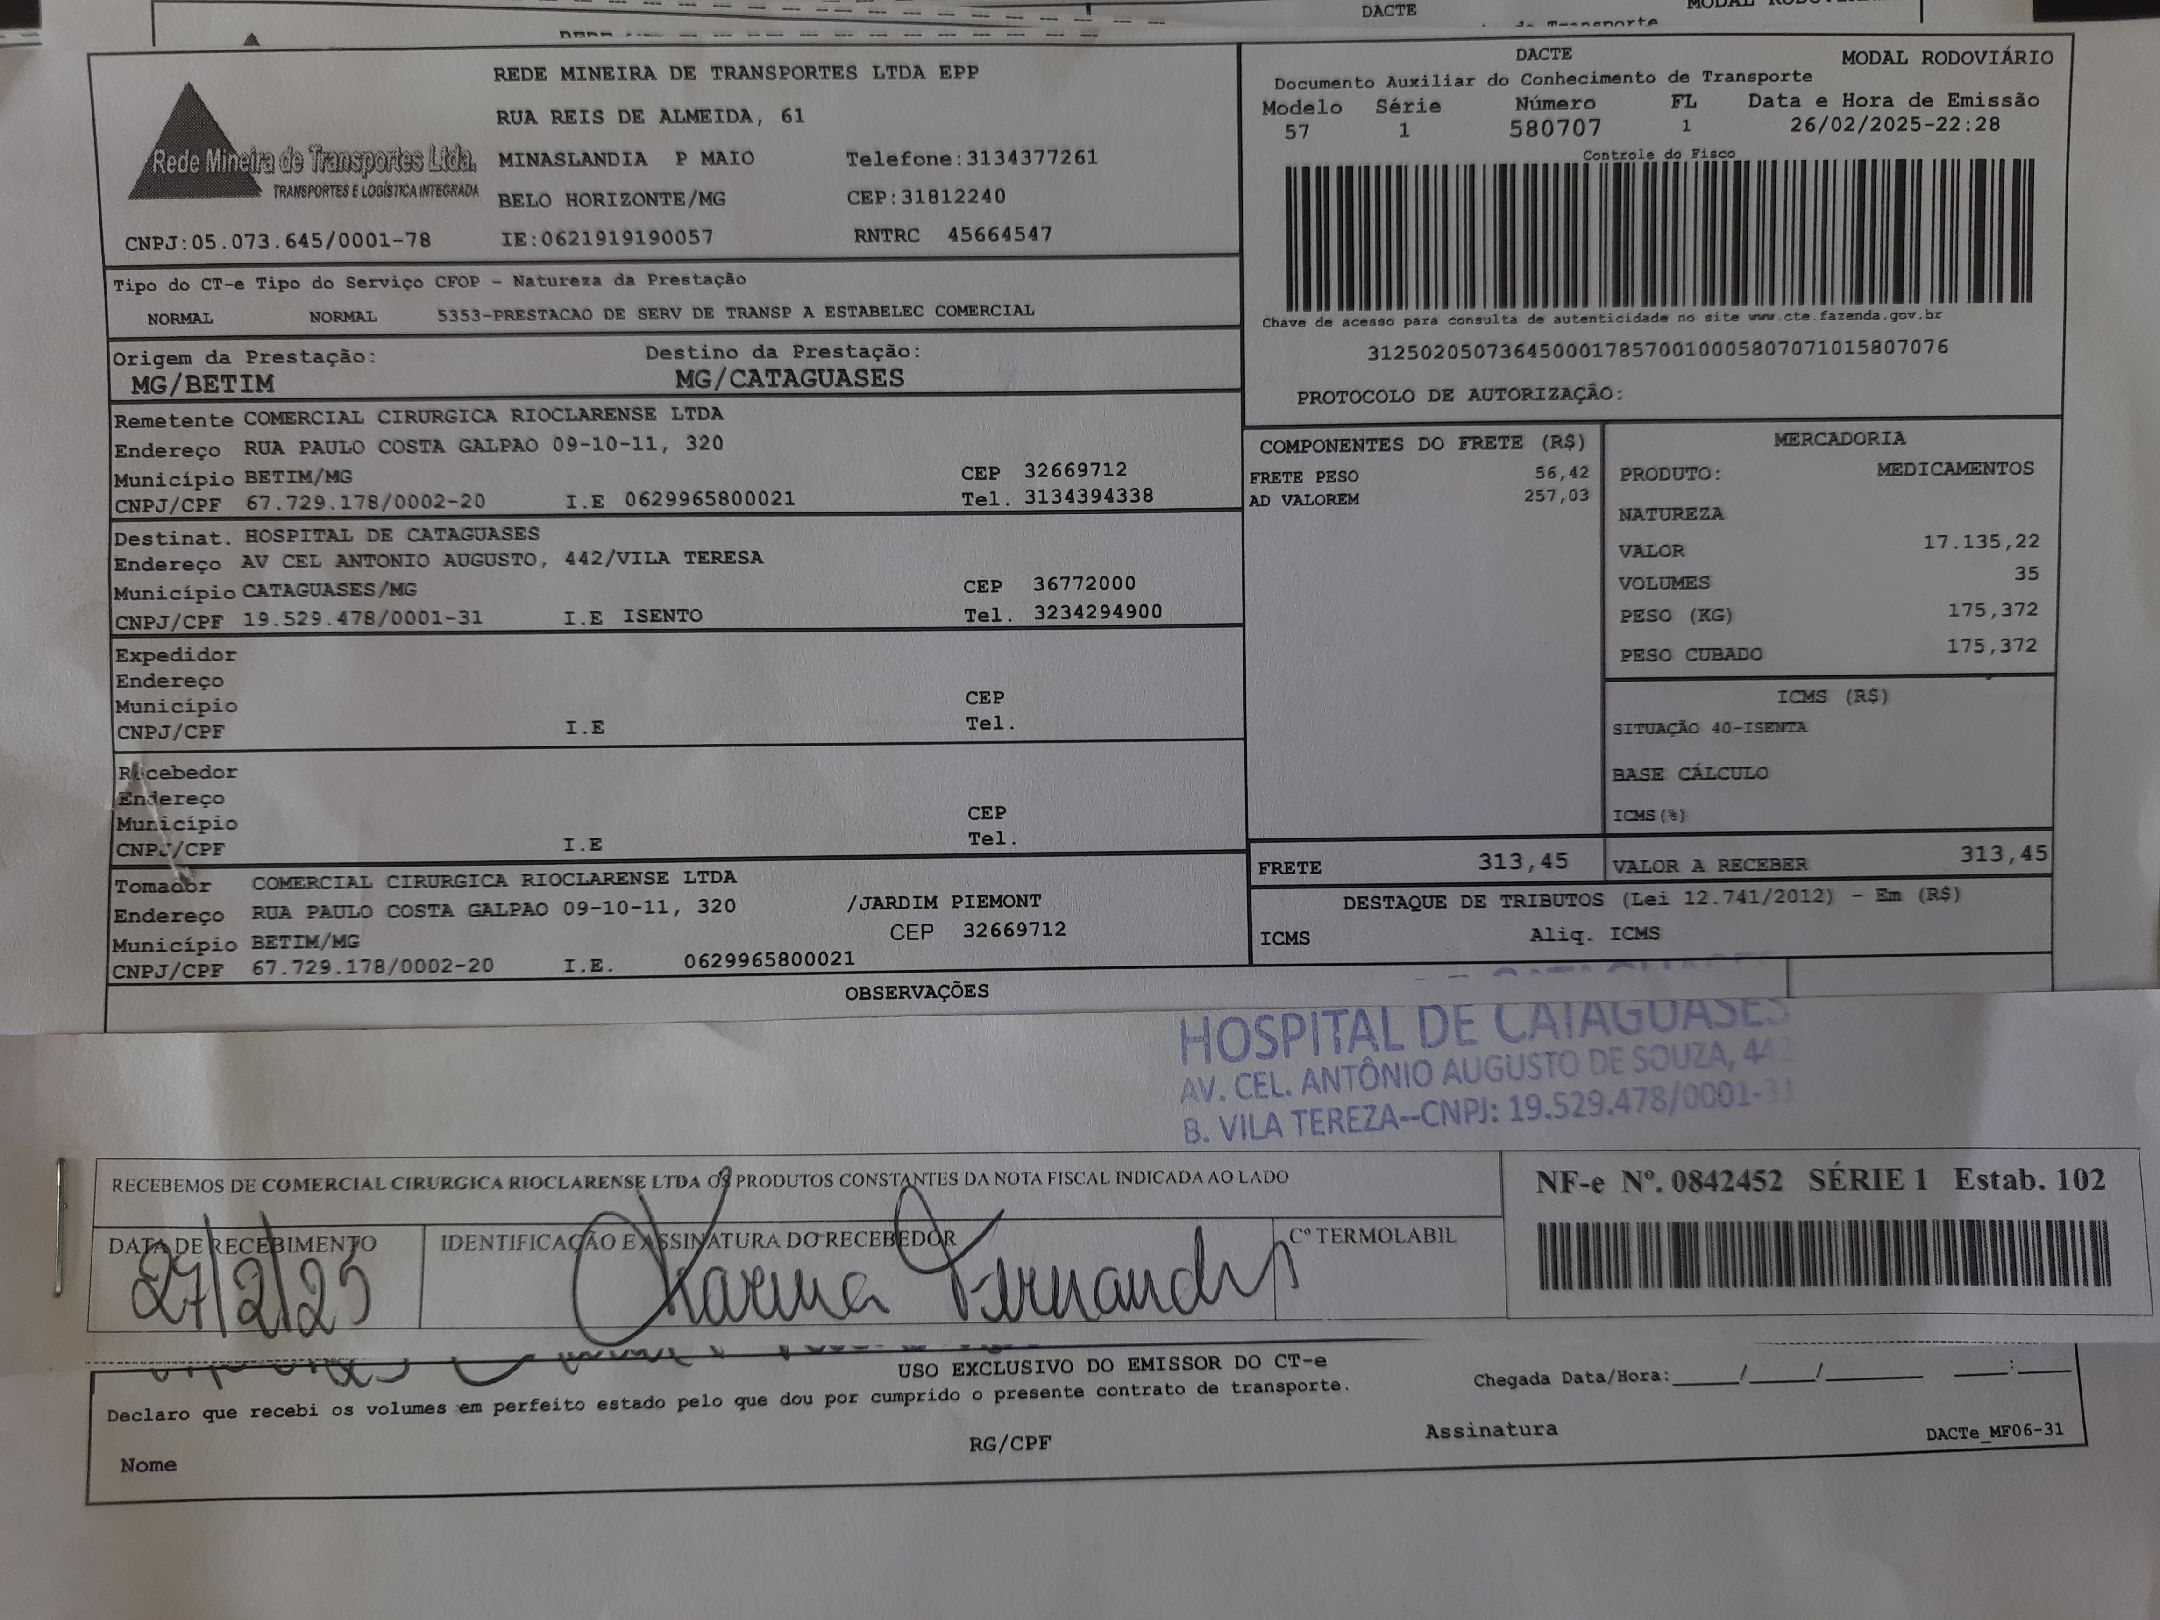 DACTE
REDE MINEIRA DE TRANSPORTES LTDA EPP
RUA REIS DE ALMEIDA, 61
Rede Mineira de Transportes Ltda.
TRANSPORTES E LOGÍSTICA INTEGRADA
MINASLANDIA P MAIO Telefone:3134377261
BELO HORIZONTE/MG CEP:31812240
CNPJ:05.073.645/0001-78 IE:0621919190057 RNTRC 45664547
DACTE MODAL RODOVIÁRIO
Documento Auxiliar do Conhecimento de Transporte
Modelo Série Número FL Data e Hora de Emissão
57 1 580707 1 26/02/2025-22:28
Controle do Fisco
Chave de acesso para consulta de autenticidade no site www.cte.fazenda.gov.br
31250205073645000178570010005807071015807076
PROTOCOLO DE AUTORIZAÇÃO:
Tipo do CT-e Tipo do Serviço CFOP - Natureza da Prestação
NORMAL NORMAL 5353-PRESTACAO DE SERV DE TRANSP A ESTABELEC COMERCIAL
Origem da Prestação: Destino da Prestação:
MG/BETIM MG/CATAGUASES
Remetente COMERCIAL CIRURGICA RIOCLARENSE LTDA
Endereço RUA PAULO COSTA GALPAO 09-10-11, 320
Município BETIM/MG CEP 32669712
CNPJ/CPF 67.729.178/0002-20 I.E 0629965800021 Tel. 3134394338
Destinat. HOSPITAL DE CATAGUASES
Endereço AV CEL ANTONIO AUGUSTO, 442/VILA TERESA
Município CATAGUASES/MG CEP 36772000
CNPJ/CPF 19.529.478/0001-31 I.E ISENTO Tel. 3234294900
Expedidor
Endereço
Município CEP
CNPJ/CPF I.E Tel.
Recebedor
Endereço
Município CEP
CNPJ/CPF I.E Tel.
Tomador COMERCIAL CIRURGICA RIOCLARENSE LTDA
Endereço RUA PAULO COSTA GALPAO 09-10-11, 320 /JARDIM PIEMONT
Município BETIM/MG CEP 32669712
CNPJ/CPF 67.729.178/0002-20 I.E. 0629965800021
COMPONENTES DO FRETE (R$)
FRETE PESO 56,42
AD VALOREM 257,03
MERCADORIA
PRODUTO: MEDICAMENTOS
NATUREZA
VALOR 17.135,22
VOLUMES 35
PESO (KG) 175,372
PESO CUBADO 175,372
ICMS (R$)
SITUAÇÃO 40-ISENTA
BASE CÁLCULO
ICMS(%)
FRETE 313,45 VALOR A RECEBER 313,45
DESTAQUE DE TRIBUTOS (Lei 12.741/2012) - Em (R$)
ICMS Aliq. ICMS
OBSERVAÇÕES
HOSPITAL DE CATAGUASES
AV. CEL. ANTÔNIO AUGUSTO DE SOUZA, 442
B. VILA TEREZA--CNPJ: 19.529.478/0001-31
RECEBEMOS DE COMERCIAL CIRURGICA RIOCLARENSE LTDA OS PRODUTOS CONSTANTES DA NOTA FISCAL INDICADA AO LADO
NF-e Nº. 0842452 SÉRIE 1 Estab. 102
DATA DE RECEBIMENTO IDENTIFICAÇÃO E ASSINATURA DO RECEBEDOR Cº TERMOLABIL
27/2/25 Karina Fernandes
USO EXCLUSIVO DO EMISSOR DO CT-e
Declaro que recebi os volumes em perfeito estado pelo que dou por cumprido o presente contrato de transporte.
Chegada Data/Hora:_____/_____/_______ ____:____
Nome RG/CPF Assinatura DACTe_MF06-31